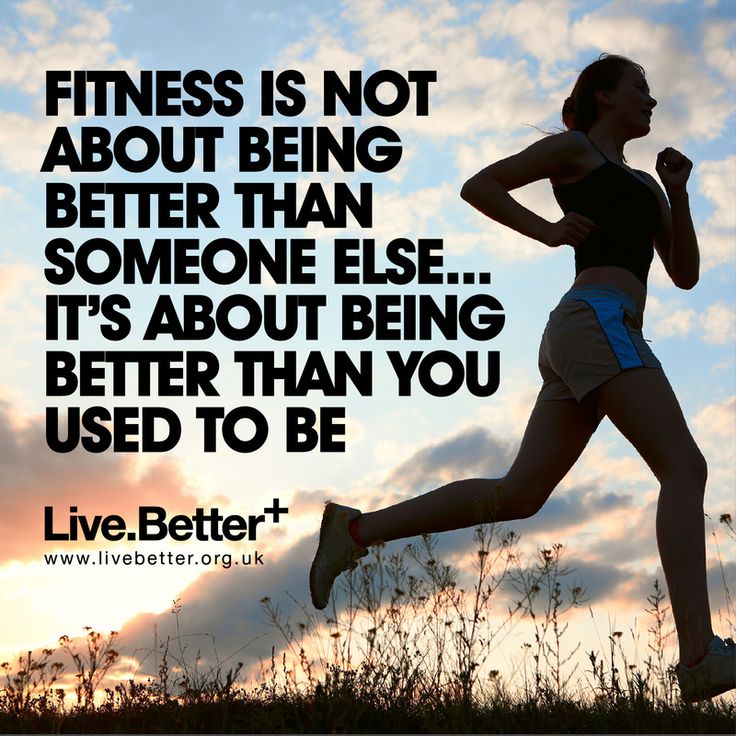 FITNESS IS NOT
ABOUT BEING
BETTER THAN
SOMEONE ELSE...
IT'S ABOUT BEING
BETTER THAN YOU
USED TO BE
Live.Better+
www.livebetter.org.uk